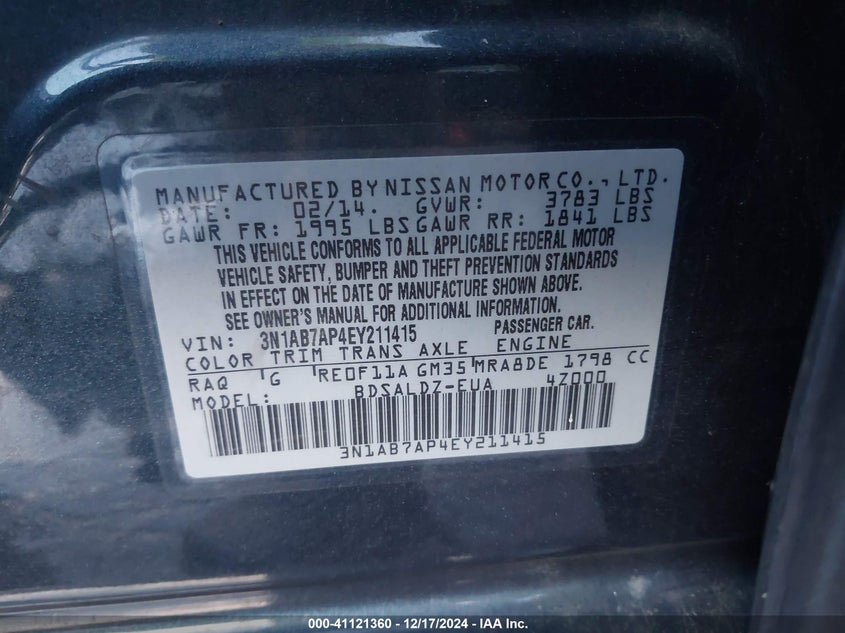 MANUFACTURED BY NISSAN MOTOR CO., LTD.
DATE: 02/14. GVWR: 3783 LBS
GAWR FR: 1995 LBS GAWR RR: 1841 LBS
THIS VEHICLE CONFORMS TO ALL APPLICABLE FEDERAL MOTOR
VEHICLE SAFETY, BUMPER AND THEFT PREVENTION STANDARDS
IN EFFECT ON THE DATE OF MANUFACTURE SHOWN ABOVE.
SEE OWNER'S MANUAL FOR ADDITIONAL INFORMATION.
VIN: 3N1AB7AP4EY211415 PASSENGER CAR.
COLOR TRIM TRANS AXLE ENGINE
RAQ G RE0F11A GM35 MRA8DE 1798 CC
MODEL: BDSALDZ-EUA 4Z000
3N1AB7AP4EY211415
000-41121360 - 12/17/2024 - IAA Inc.